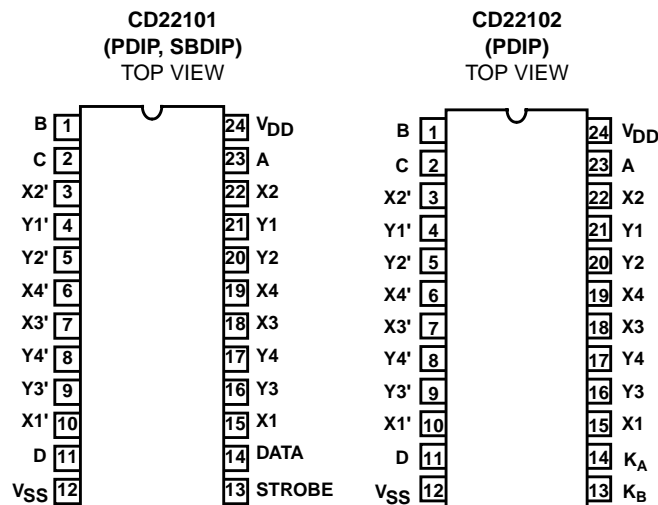 CD22101
(PDIP, SBDIP)
TOP VIEW
B 1 24 VDD
C 2 23 A
X2' 3 22 X2
Y1' 4 21 Y1
Y2' 5 20 Y2
X4' 6 19 X4
X3' 7 18 X3
Y4' 8 17 Y4
Y3' 9 16 Y3
X1' 10 15 X1
D 11 14 DATA
VSS 12 13 STROBE
CD22102
(PDIP)
TOP VIEW
B 1 24 VDD
C 2 23 A
X2' 3 22 X2
Y1' 4 21 Y1
Y2' 5 20 Y2
X4' 6 19 X4
X3' 7 18 X3
Y4' 8 17 Y4
Y3' 9 16 Y3
X1' 10 15 X1
D 11 14 KA
VSS 12 13 KB